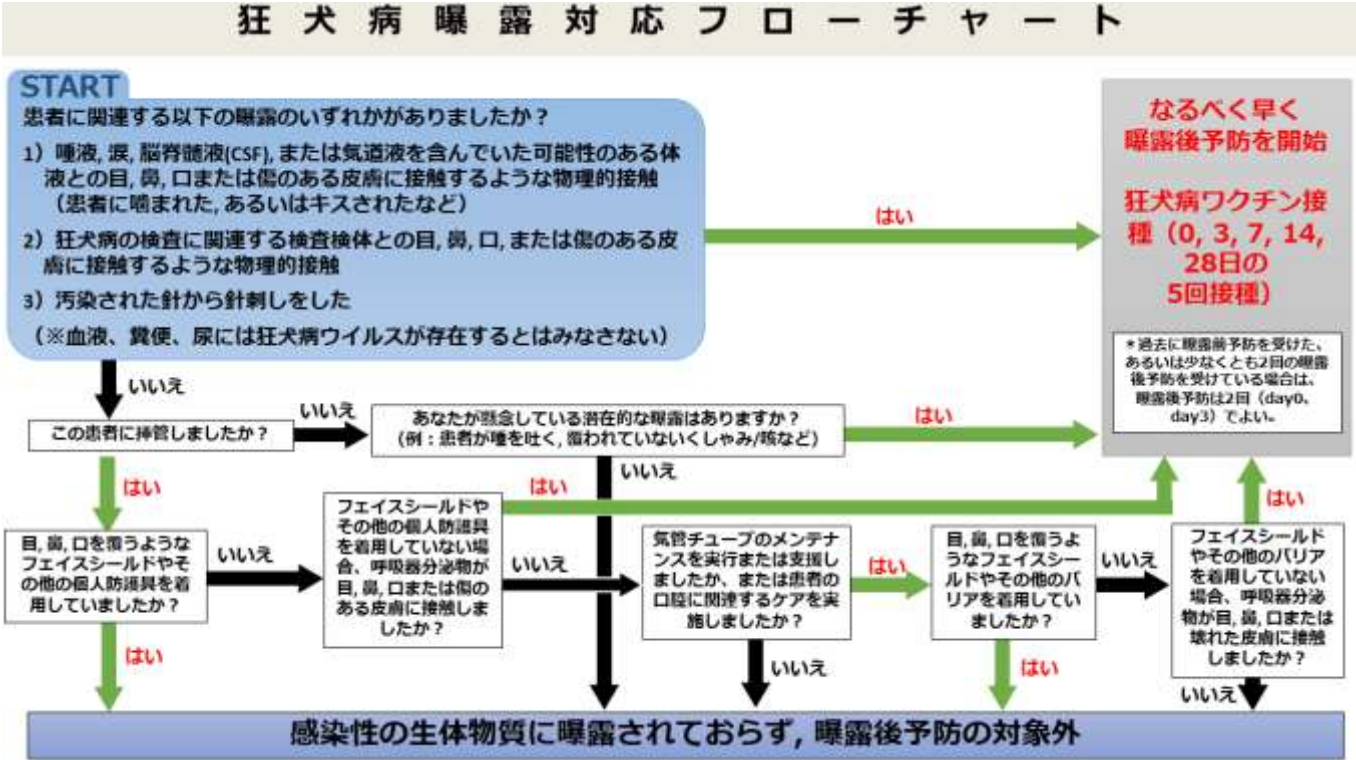 狂犬病曝露対応フローチャート
START
患者に関連する以下の曝露のいずれかがありましたか？
1）唾液, 涙, 脳脊髄液(CSF), または気道液を含んでいた可能性のある体
液との目, 鼻, 口または傷のある皮膚に接触するような物理的接触
（患者に噛まれた, あるいはキスされたなど）
2）狂犬病の検査に関連する検査検体との目, 鼻, 口, または傷のある皮
膚に接触するような物理的接触
3）汚染された針から針刺しをした
（※血液、糞便、尿には狂犬病ウイルスが存在するとはみなさない）
はい
なるべく早く
曝露後予防を開始
狂犬病ワクチン接
種（0, 3, 7, 14,
28日の
5回接種）
＊過去に曝露前予防を受けた、
あるいは少なくとも2回の曝露
後予防を受けている場合は、
曝露後予防は2回（day0、
day3）でよい。
いいえ
この患者に挿管しましたか？
いいえ
あなたが懸念している潜在的な曝露はありますか？
（例：患者が唾を吐く, 覆われていないくしゃみ/咳など）
はい
いいえ
はい
目, 鼻, 口を覆うような
フェイスシールドやそ
の他の個人防護具を着
用していましたか？
いいえ
フェイスシールドや
その他の個人防護具
を着用していない場
合、呼吸器分泌物が
目, 鼻, 口または傷の
ある皮膚に接触しま
したか？
はい
いいえ
気管チューブのメンテナ
ンスを実行または支援し
ましたか、または患者の
口腔に関連するケアを実
施しましたか？
はい
目, 鼻, 口を覆うよ
うなフェイスシー
ルドやその他のバリ
アを着用してい
ましたか？
いいえ
フェイスシールド
やその他のバリア
を着用していない
場合、呼吸器分泌
物が目, 鼻, 口または
壊れた皮膚に接触
しましたか？
はい
はい
いいえ
はい
いいえ
感染性の生体物質に曝露されておらず, 曝露後予防の対象外